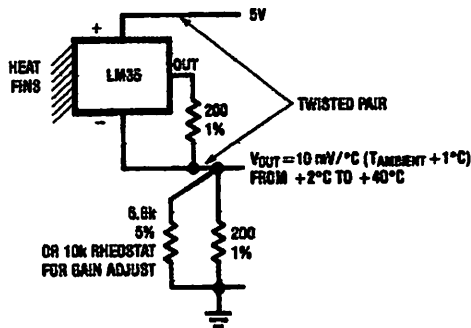 5V
+
HEAT
FINS
LM35
OUT
200
1%
TWISTED PAIR
−
VOUT = 10 mV/°C (TAMBIENT + 1°C)
FROM +2°C TO +40°C
6.8k
5%
OR 10k RHEOSTAT
FOR GAIN ADJUST
200
1%